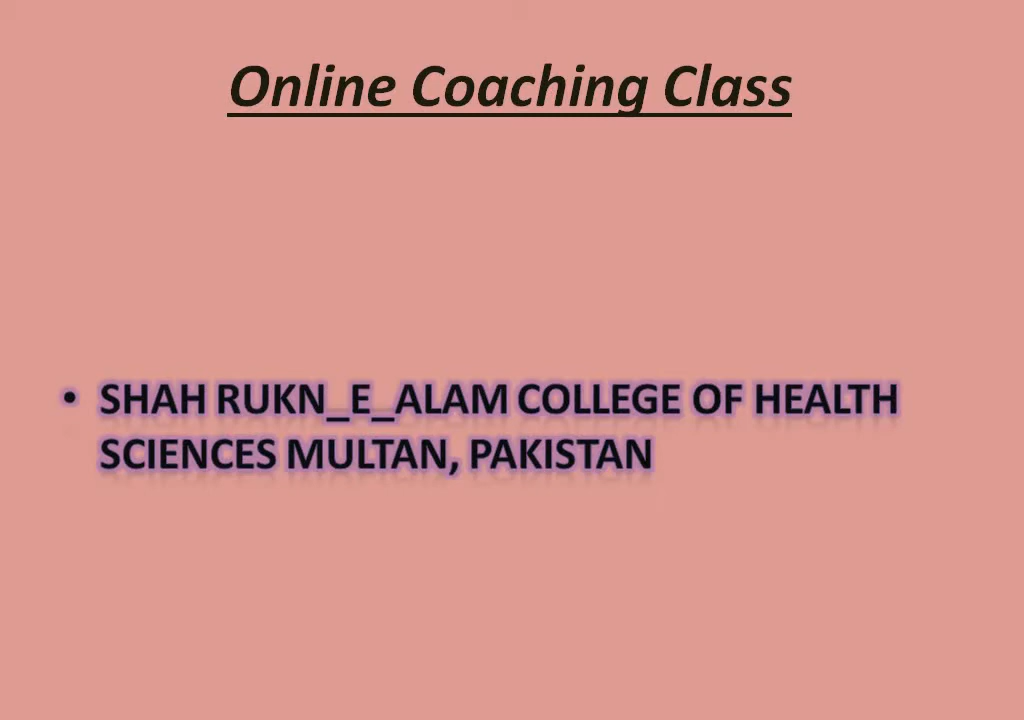 Online Coaching Class
• SHAH RUKN_E_ALAM COLLEGE OF HEALTH
SCIENCES MULTAN, PAKISTAN